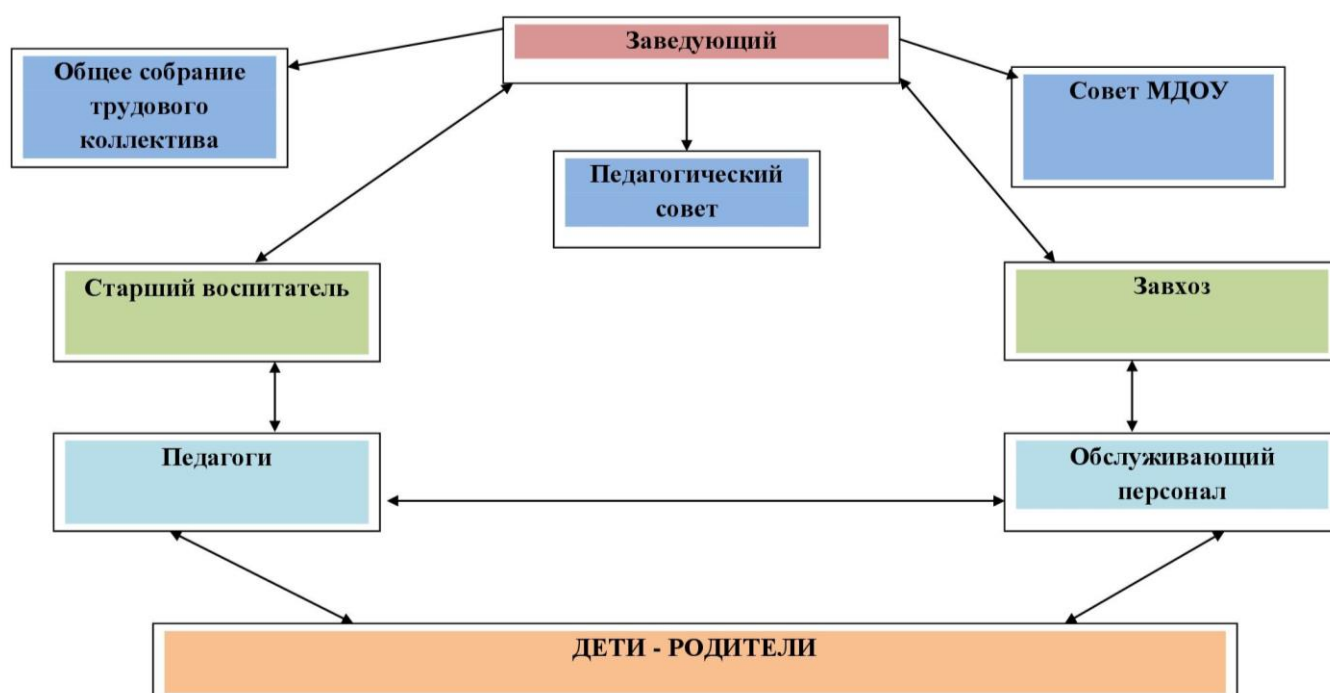 Заведующий
Общее собрание
трудового
коллектива
Совет МДОУ
Педагогический
совет
Старший воспитатель
Завхоз
Педагоги
Обслуживающий
персонал
ДЕТИ - РОДИТЕЛИ